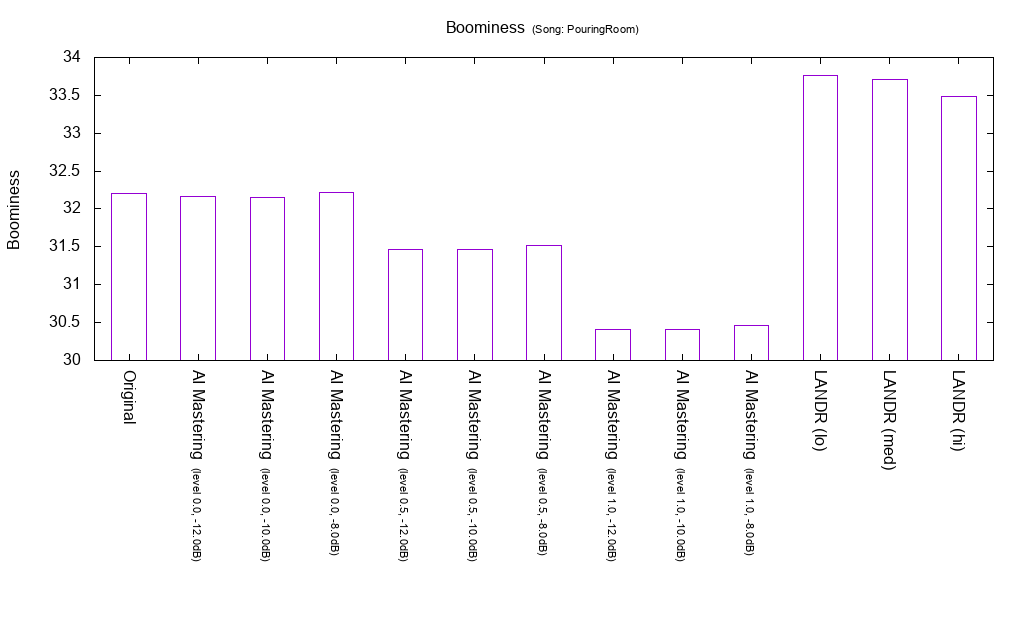 Boominess (Song: PouringRoom)
Boominess
34
33.5
33
32.5
32
31.5
31
30.5
30
Original
AI Mastering (level 0.0, -12.0dB)
AI Mastering (level 0.0, -10.0dB)
AI Mastering (level 0.0, -8.0dB)
AI Mastering (level 0.5, -12.0dB)
AI Mastering (level 0.5, -10.0dB)
AI Mastering (level 0.5, -8.0dB)
AI Mastering (level 1.0, -12.0dB)
AI Mastering (level 1.0, -10.0dB)
AI Mastering (level 1.0, -8.0dB)
LANDR (lo)
LANDR (med)
LANDR (hi)